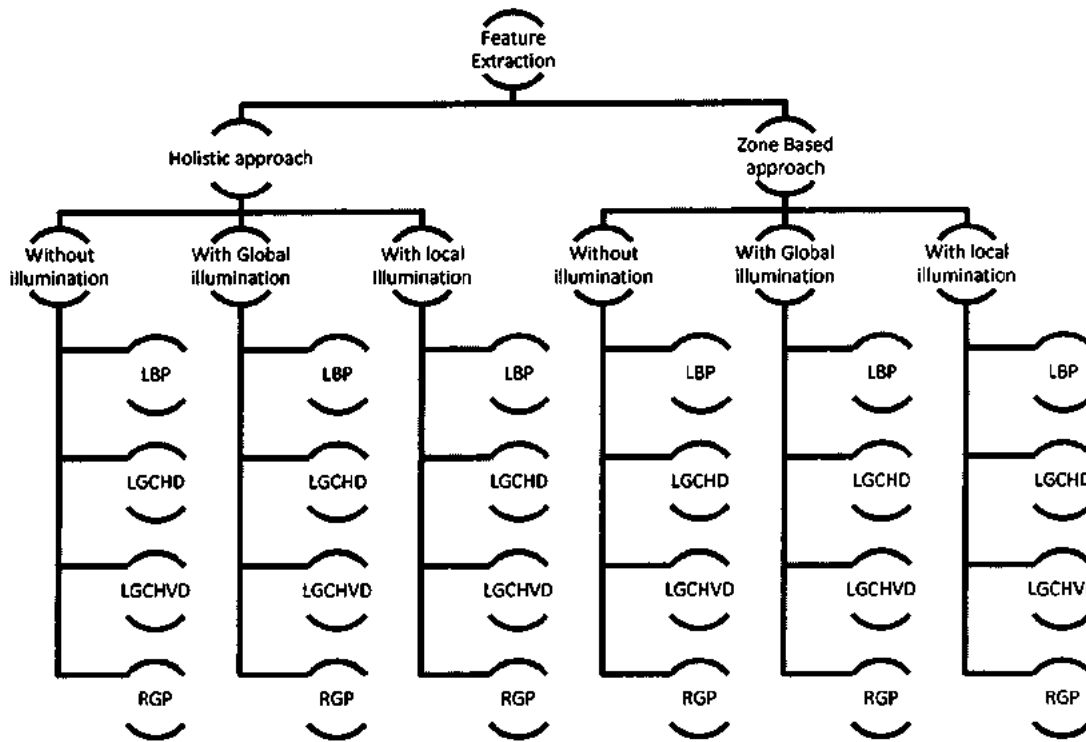 Feature
Extraction
Holistic approach
Zone Based
approach
Without
illumination
With Global
illumination
With local
Illumination
Without
illumination
With Global
illumination
With local
illumination
LBP
LBP
LBP
LBP
LBP
LBP
LGCHD
LGCHD
LGCHD
LGCHD
LGCHD
LGCHD
LGCHVD
LGCHVD
LGCHVD
LGCHVD
LGCHVD
LGCHV
RGP
RGP
RGP
RGP
RGP
RGP